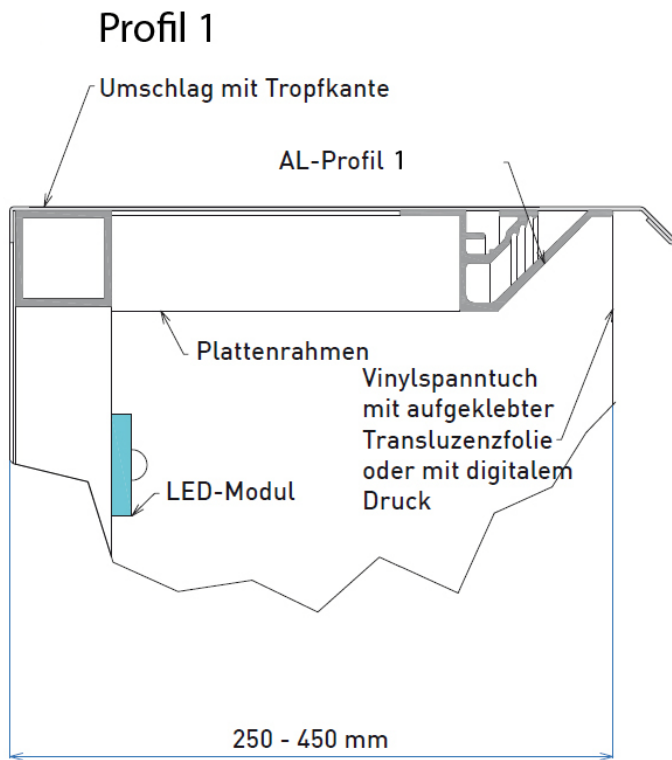 Profil 1
Umschlag mit Tropfkante
AL-Profil 1
Plattenrahmen
Vinylspanntuch
mit aufgeklebter
Transluzenzfolie
oder mit digitalem
Druck
LED-Modul
250 - 450 mm